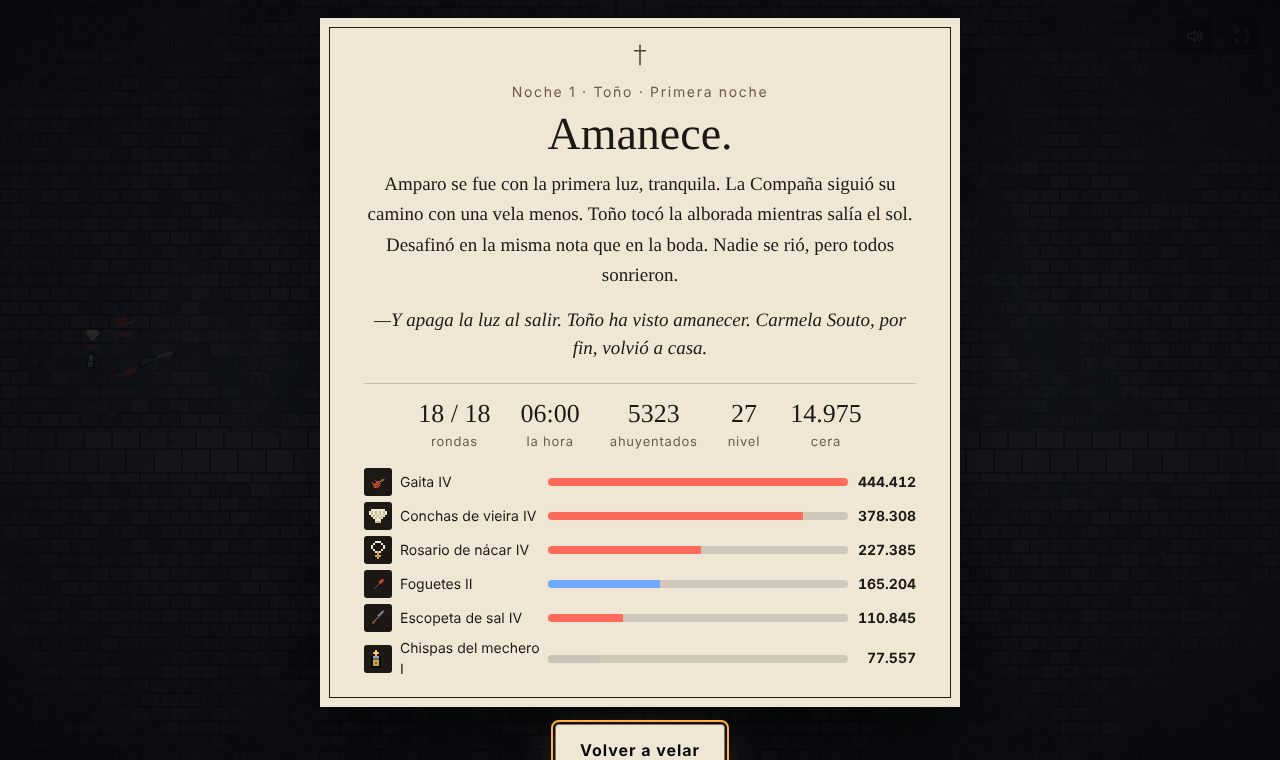 Noche 1 · Toño · Primera noche
Amanece.
Amparo se fue con la primera luz, tranquila. La Compaña siguió su
camino con una vela menos. Toño tocó la alborada mientras salía el sol.
Desafinó en la misma nota que en la boda. Nadie se rió, pero todos
sonrieron.
—Y apaga la luz al salir. Toño ha visto amanecer. Carmela Souto, por
fin, volvió a casa.
18 / 18 06:00 5323 27 14.975
rondas la hora ahuyentados nivel cera
Gaita IV 444.412
Conchas de vieira IV 378.308
Rosario de nácar IV 227.385
Foguetes II 165.204
Escopeta de sal IV 110.845
Chispas del mechero
I 77.557
Volver a velar